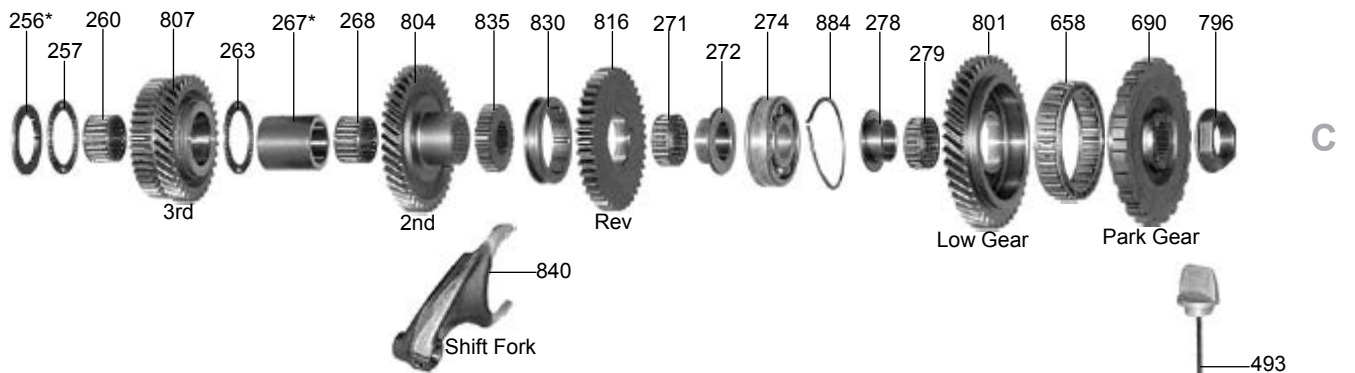 256* 260 807 267* 268 804 835 830 816 271 274 884 278 801 658 690 796
257 263 272 279
C
3rd
2nd
Rev
Low Gear
Park Gear
840
Shift Fork
493